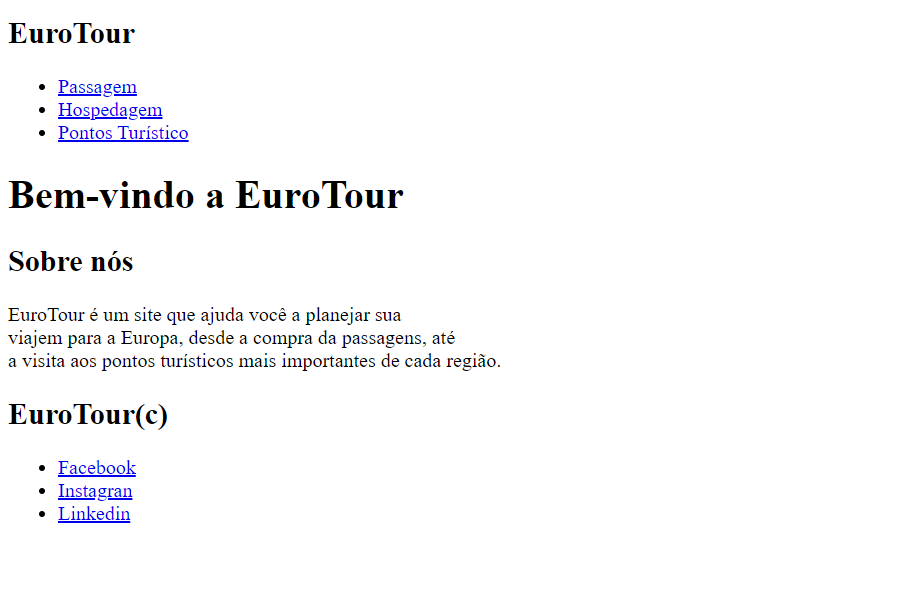 EuroTour
Passagem
Hospedagem
Pontos Turístico
Bem-vindo a EuroTour
Sobre nós
EuroTour é um site que ajuda você a planejar sua
viajem para a Europa, desde a compra da passagens, até
a visita aos pontos turísticos mais importantes de cada região.
EuroTour(c)
Facebook
Instagran
Linkedin